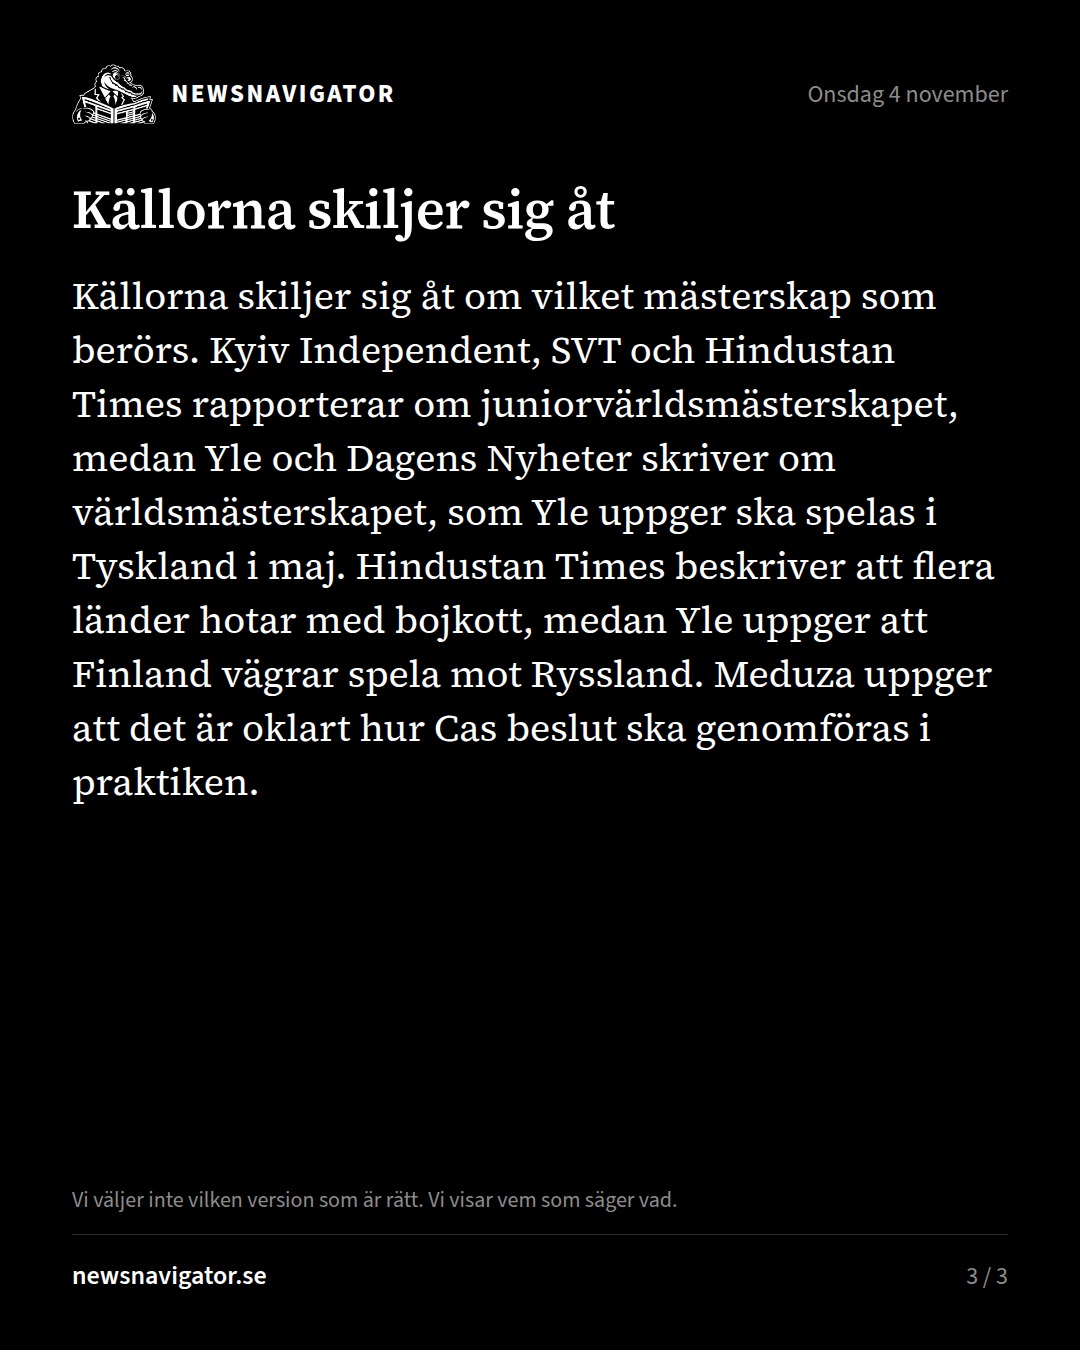 NEWSNAVIGATOR
Onsdag 4 november
Källorna skiljer sig åt
Källorna skiljer sig åt om vilket mästerskap som
berörs. Kyiv Independent, SVT och Hindustan
Times rapporterar om juniorvärldsmästerskapet,
medan Yle och Dagens Nyheter skriver om
världsmästerskapet, som Yle uppger ska spelas i
Tyskland i maj. Hindustan Times beskriver att flera
länder hotar med bojkott, medan Yle uppger att
Finland vägrar spela mot Ryssland. Meduza uppger
att det är oklart hur Cas beslut ska genomföras i
praktiken.
Vi väljer inte vilken version som är rätt. Vi visar vem som säger vad.
newsnavigator.se
3 / 3